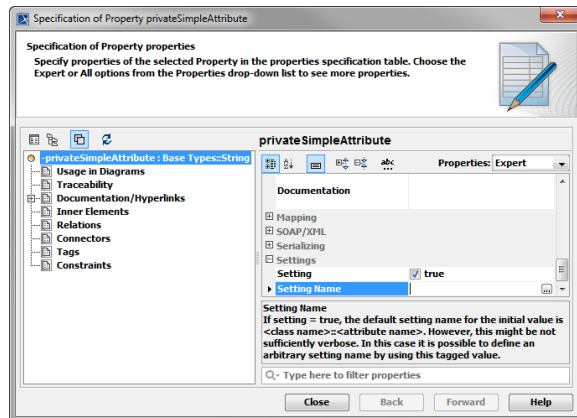 Specification of Property privateSimpleAttribute
Specification of Property properties
Specify properties of the selected Property in the properties specification table. Choose the
Expert or All options from the Properties drop-down list to see more properties.
privateSimpleAttribute
-privateSimpleAttribute : Base Types::String
Usage in Diagrams
Traceability
Documentation/Hyperlinks
Inner Elements
Relations
Connectors
Tags
Constraints
abc
Properties: Expert
Documentation
Mapping
SOAP/XML
Serializing
Settings
Setting true
Setting Name
Setting Name
If setting = true, the default setting name for the initial value is
<class name>::<attribute name>. However, this might be not
sufficiently verbose. In this case it is possible to define an
arbitrary setting name by using this tagged value.
Type here to filter properties
Close Back Forward Help